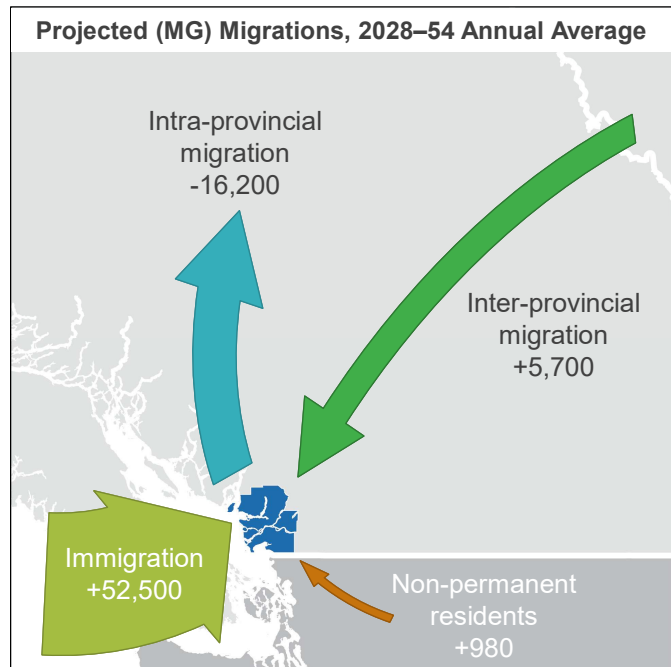 Projected (MG) Migrations, 2028–54 Annual Average
Intra-provincial
migration
-16,200
Inter-provincial
migration
+5,700
Immigration
+52,500
Non-permanent
residents
+980